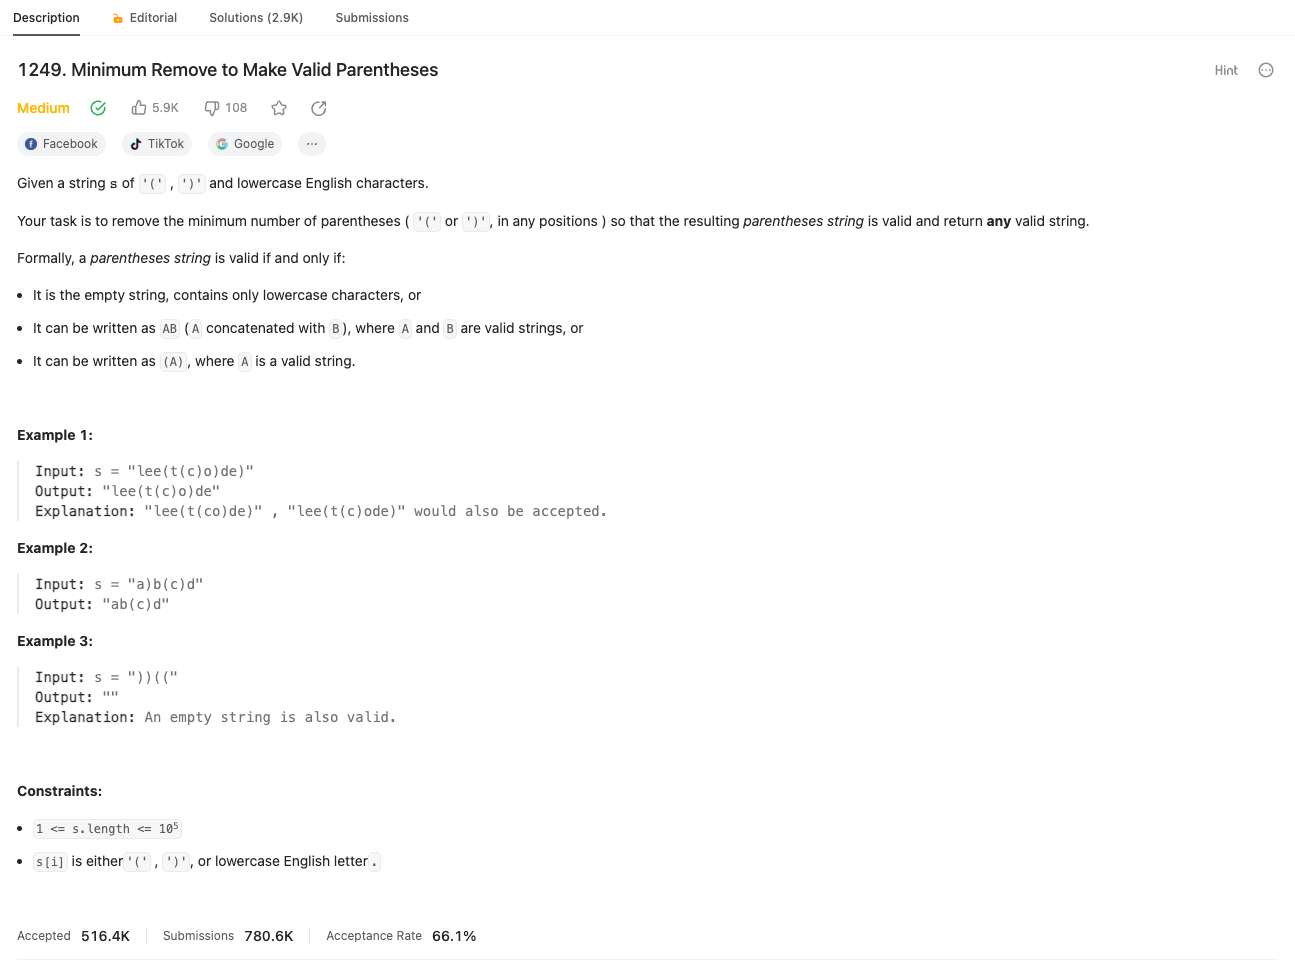 Description Editorial Solutions (2.9K) Submissions
1249. Minimum Remove to Make Valid Parentheses Hint
Medium 5.9K 108
Facebook TikTok Google ...
Given a string s of '(' , ')' and lowercase English characters.
Your task is to remove the minimum number of parentheses ( '(' or ')', in any positions ) so that the resulting parentheses string is valid and return any valid string.
Formally, a parentheses string is valid if and only if:
• It is the empty string, contains only lowercase characters, or
• It can be written as AB (A concatenated with B), where A and B are valid strings, or
• It can be written as (A), where A is a valid string.
Example 1:
Input: s = "lee(t(c)o)de)"
Output: "lee(t(c)o)de"
Explanation: "lee(t(co)de)" , "lee(t(c)ode)" would also be accepted.
Example 2:
Input: s = "a)b(c)d"
Output: "ab(c)d"
Example 3:
Input: s = "))(("
Output: ""
Explanation: An empty string is also valid.
Constraints:
• 1 <= s.length <= 10⁵
• s[i] is either '(' , ')', or lowercase English letter.
Accepted 516.4K Submissions 780.6K Acceptance Rate 66.1%